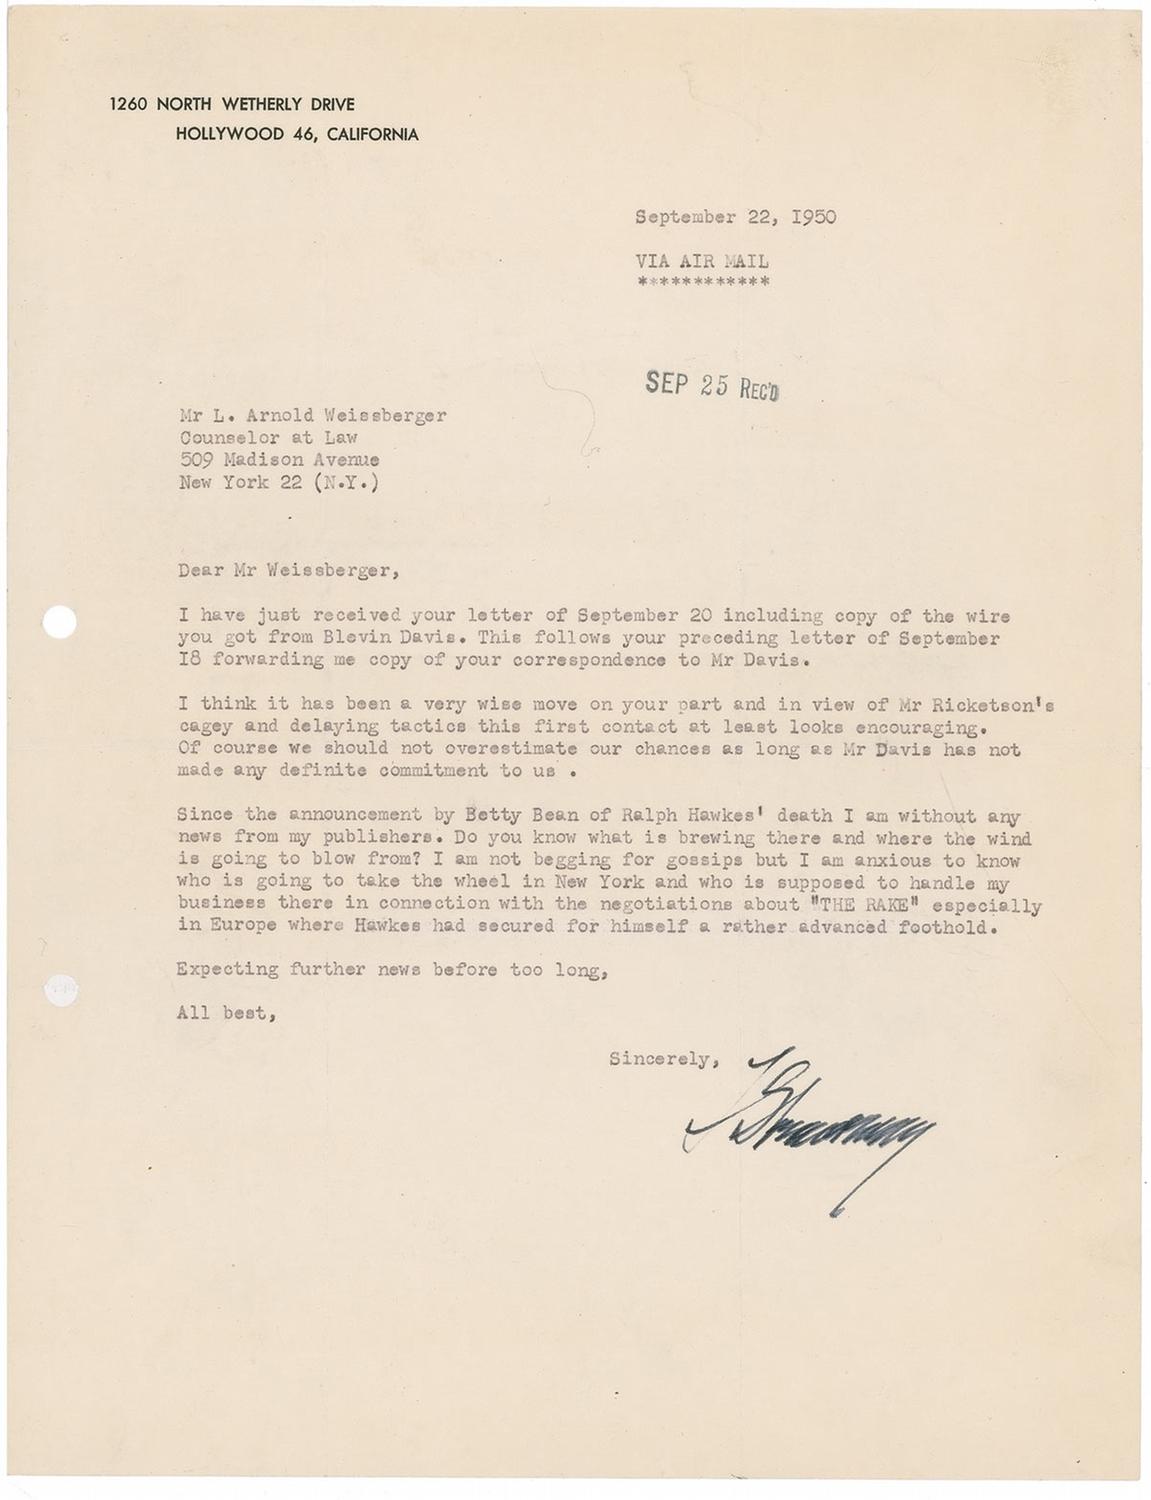 1260 NORTH WETHERLY DRIVE
HOLLYWOOD 46, CALIFORNIA
September 22, I950
VIA AIR MAIL
************
SEP 25 REC'D
Mr L. Arnold Weissberger
Counselor at Law
509 Madison Avenue
New York 22 (N.Y.)
Dear Mr Weissberger,
I have just received your letter of September 20 including copy of the wire
you got from Blevin Davis. This follows your preceding letter of September
I8 forwarding me copy of your correspondence to Mr Davis.
I think it has been a very wise move on your part and in view of Mr Ricketson's
cagey and delaying tactics this first contact at least looks encouraging.
Of course we should not overestimate our chances as long as Mr Davis has not
made any definite commitment to us .
Since the announcement by Betty Bean of Ralph Hawkes' death I am without any
news from my publishers. Do you know what is brewing there and where the wind
is going to blow from? I am not begging for gossips but I am anxious to know
who is going to take the wheel in New York and who is supposed to handle my
business there in connection with the negotiations about "THE RAKE" especially
in Europe where Hawkes had secured for himself a rather advanced foothold.
Expecting further news before too long,
All best,
Sincerely,
I Stravinsky